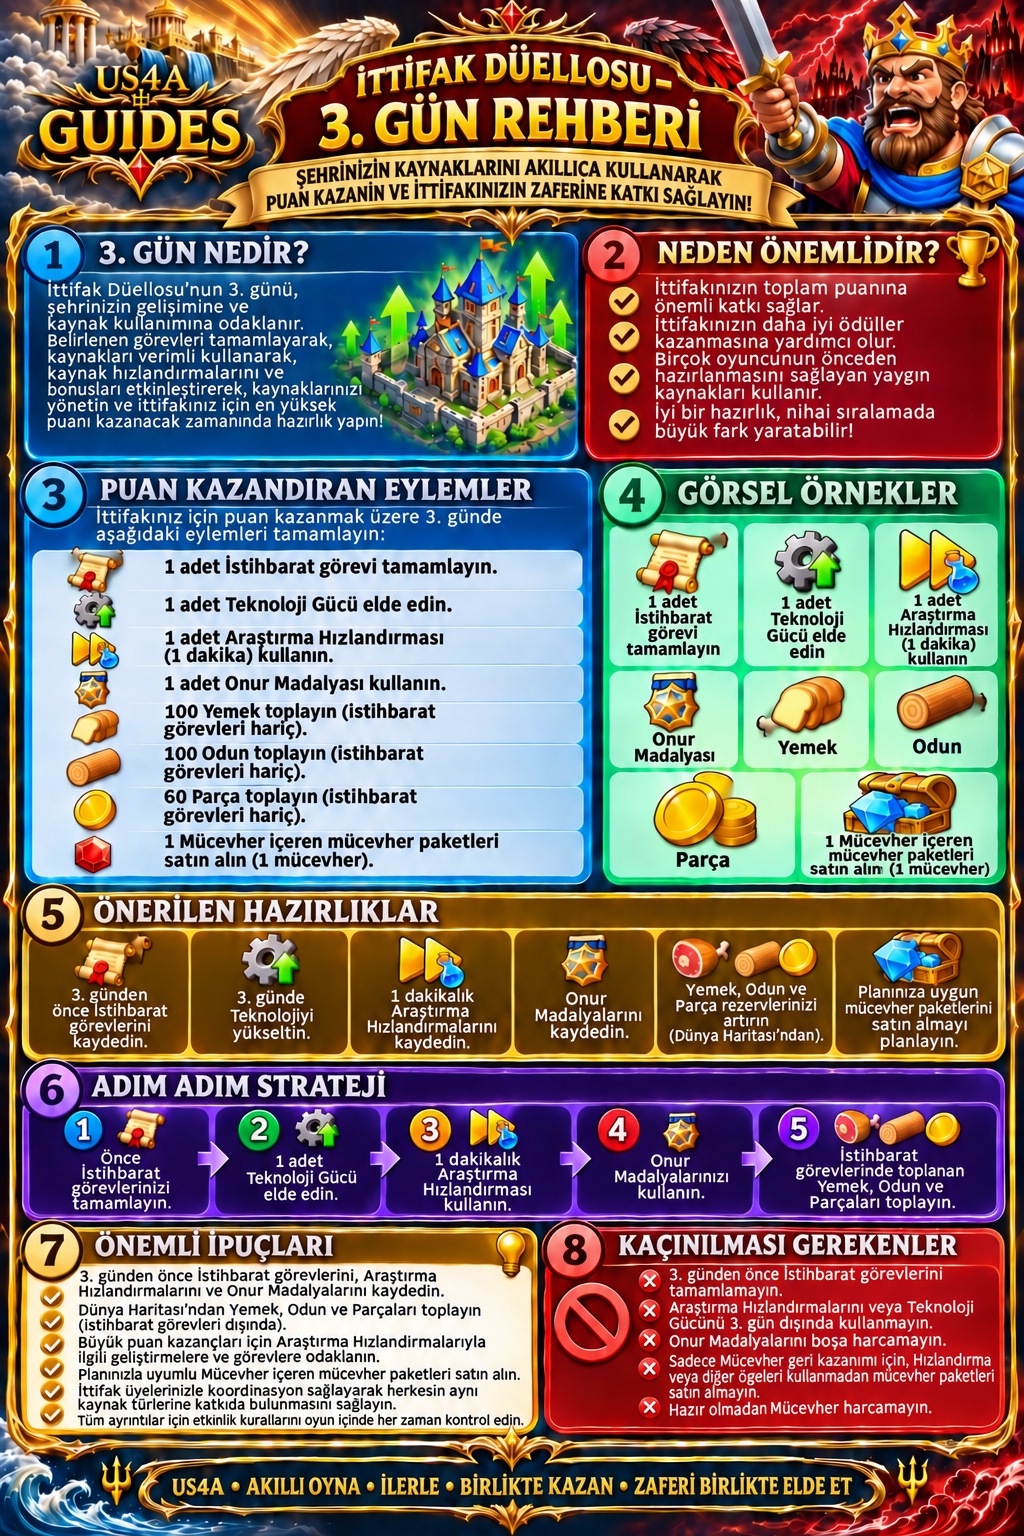 US4A
GUIDES
İTTİFAK DÜELLOSU –
3. GÜN REHBERİ
ŞEHRİNİZİN KAYNAKLARINI AKILLICA KULLANARAK
PUAN KAZANIN VE İTTİFAKINIZIN ZAFERİNE KATKI SAĞLAYIN!
1
3. GÜN NEDİR?
İttifak Düellosu'nun 3. günü,
şehrinizin gelişimine ve
kaynak kullanımına odaklanır.
Belirlenen görevleri tamamlayarak,
kaynakları verimli kullanarak,
kaynak hızlandırmalarını ve
bonusları etkinleştirerek, kaynaklarınızı
yönetin ve ittifakınız için en yüksek
puanı kazanacak zamanında hazırlık yapın!
2
NEDEN ÖNEMLİDİR?
İttifakınızın toplam puanına
önemli katkı sağlar.
İttifakınızın daha iyi ödüller
kazanmasına yardımcı olur.
Birçok oyuncunun önceden
hazırlanmasını sağlayan yaygın
kaynakları kullanır.
İyi bir hazırlık, nihai sıralamada
büyük fark yaratabilir!
3
PUAN KAZANDIRAN EYLEMLER
İttifakınız için puan kazanmak üzere 3. günde
aşağıdaki eylemleri tamamlayın:
1 adet İstihbarat görevi tamamlayın.
1 adet Teknoloji Gücü elde edin.
1 adet Araştırma Hızlandırması
(1 dakika) kullanın.
1 adet Onur Madalyası kullanın.
100 Yemek toplayın (istihbarat
görevleri hariç).
100 Odun toplayın (istihbarat
görevleri hariç).
60 Parça toplayın (istihbarat
görevleri hariç).
1 Mücevher içeren mücevher paketleri
satın alın (1 mücevher).
4
GÖRSEL ÖRNEKLER
1 adet
İstihbarat
görevi
tamamlayın
1 adet
Teknoloji
Gücü elde
edin
1 adet
Araştırma
Hızlandırması
(1 dakika)
kullanın
Onur
Madalyası
Yemek
Odun
Parça
1 Mücevher içeren
mücevher paketleri
satın alın (1 mücevher)
5
ÖNERİLEN HAZIRLIKLAR
3. günden
önce İstihbarat
görevlerini
kaydedin.
3. günde
Teknolojiyi
yükseltin.
1 dakikalık
Araştırma
Hızlandırmalarını
kaydedin.
Onur
Madalyalarını
kaydedin.
Yemek, Odun ve
Parça rezervlerinizi
artırın
(Dünya Haritası'ndan).
Planınıza uygun
mücevher paketlerini
satın almayı
planlayın.
6
ADIM ADIM STRATEJİ
1
Önce
İstihbarat
görevlerinizi
tamamlayın.
2
1 adet
Teknoloji Gücü
elde edin.
3
1 dakikalık
Araştırma
Hızlandırması
kullanın.
4
Onur
Madalyalarınızı
kullanın.
5
İstihbarat
görevlerinde toplanan
Yemek, Odun ve
Parçaları toplayın.
7
ÖNEMLİ İPUÇLARI
3. günden önce İstihbarat görevlerini, Araştırma
Hızlandırmalarını ve Onur Madalyalarını kaydedin.
Dünya Haritası'ndan Yemek, Odun ve Parçaları toplayın
(istihbarat görevleri dışında).
Büyük puan kazançları için Araştırma Hızlandirmalarıyla
ilgili geliştirmelere ve görevlere odaklanın.
Planınızla uyumlu Mücevher içeren mücevher paketleri satın alın.
İttifak üyelerinizle koordinasyon sağlayarak herkesin aynı
kaynak türlerine katkıda bulunmasını sağlayın.
Tüm ayrıntılar için etkinlik kurallarını oyun içinde her zaman kontrol edin.
8
KAÇINILMASI GEREKENLER
3. günden önce İstihbarat görevlerini
tamamlamayın.
Araştırma Hızlandırmalarını veya Teknoloji
Gücünü 3. gün dışında kullanmayın.
Onur Madalyalarını boşa harcamayın.
Sadece Mücevher geri kazanımı için, Hızlandırma
veya diğer ögeleri kullanmadan mücevher paketleri
satın almayın.
Hazır olmadan Mücevher harcamayın.
US4A • AKILLI OYNA • İLERLE • BİRLİKTE KAZAN • ZAFERİ BİRLİKTE ELDE ET